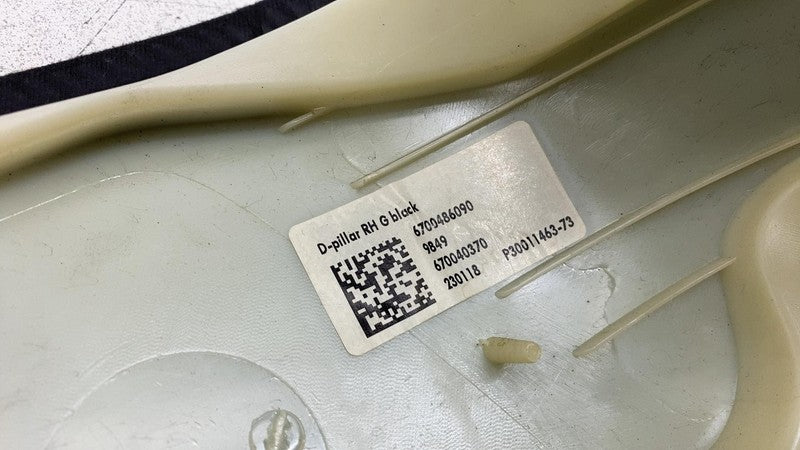 D-pillar RH G black
6700486090
9849
670040370
230118
P30011463-73